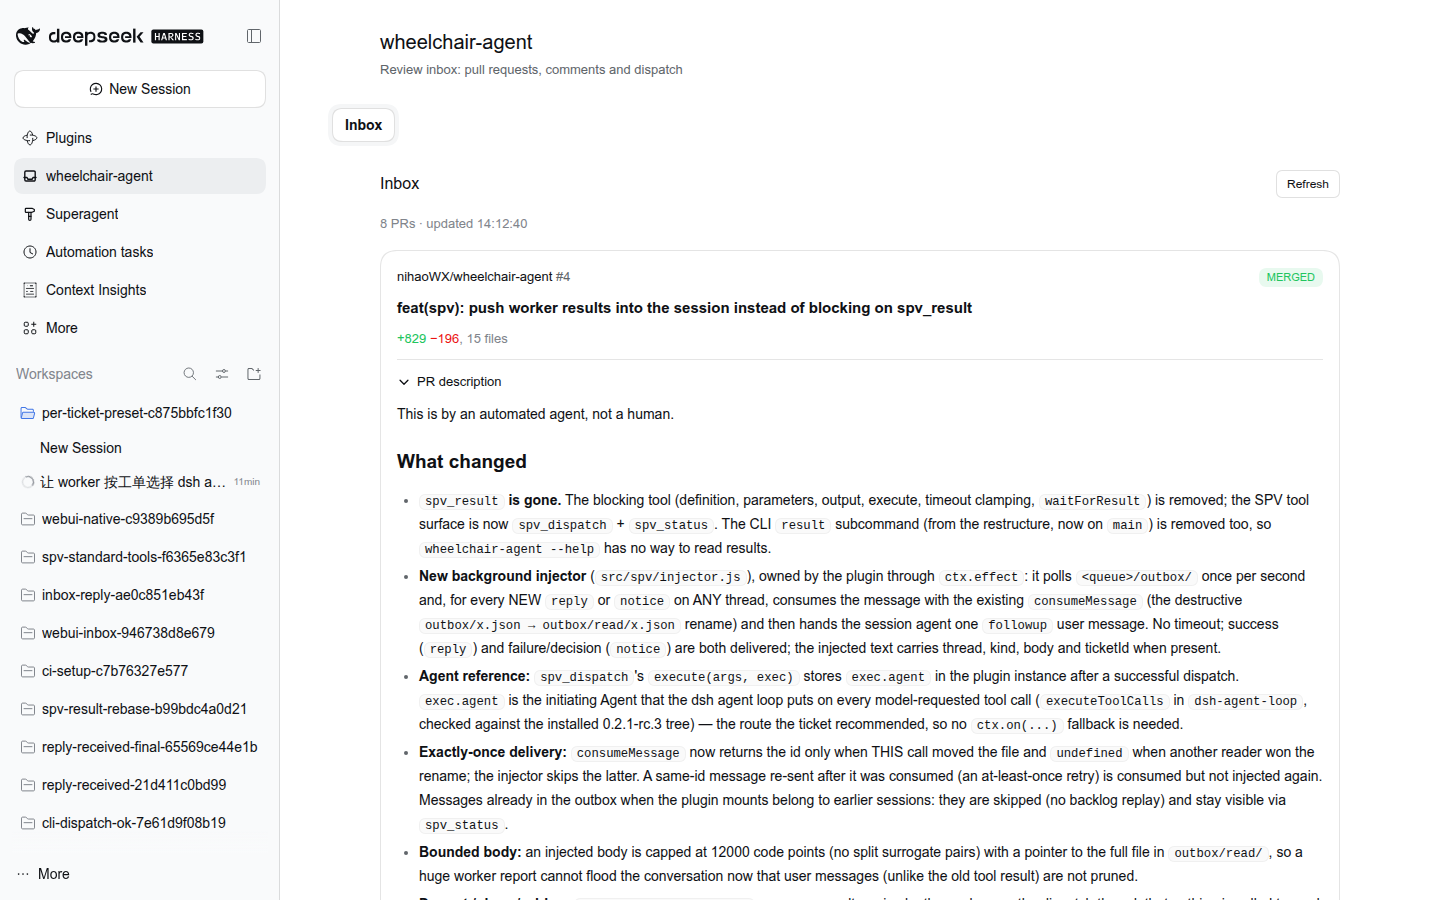 deepseek HARNESS
New Session
Plugins
wheelchair-agent
Superagent
Automation tasks
Context Insights
More
Workspaces
per-ticket-preset-c875bbfc1f30
New Session
让 worker 按工单选择 dsh a... 11min
webui-native-c9389b695d5f
spv-standard-tools-f6365e83c3f1
inbox-reply-ae0c851eb43f
webui-inbox-946738d8e679
ci-setup-c7b76327e577
spv-result-rebase-b99bdc4a0d21
reply-received-final-65569ce44e1b
reply-received-21d411c0bd99
cli-dispatch-ok-7e61d9f08b19
More
wheelchair-agent
Review inbox: pull requests, comments and dispatch
Inbox
Inbox
Refresh
8 PRs · updated 14:12:40
nihaoWX/wheelchair-agent #4
MERGED
feat(spv): push worker results into the session instead of blocking on spv_result
+829 −196, 15 files
PR description
This is by an automated agent, not a human.
What changed
• spv_result is gone. The blocking tool (definition, parameters, output, execute, timeout clamping, waitForResult ) is removed; the SPV tool
surface is now spv_dispatch + spv_status . The CLI result subcommand (from the restructure, now on main ) is removed too, so
wheelchair-agent --help has no way to read results.
• New background injector ( src/spv/injector.js ), owned by the plugin through ctx.effect : it polls <queue>/outbox/ once per second
and, for every NEW reply or notice on ANY thread, consumes the message with the existing consumeMessage (the destructive
outbox/x.json → outbox/read/x.json rename) and then hands the session agent one followup user message. No timeout; success
( reply ) and failure/decision ( notice ) are both delivered; the injected text carries thread, kind, body and ticketId when present.
• Agent reference: spv_dispatch 's execute(args, exec) stores exec.agent in the plugin instance after a successful dispatch.
exec.agent is the initiating Agent that the dsh agent loop puts on every model-requested tool call ( executeToolCalls in dsh-agent-loop ,
checked against the installed 0.2.1-rc.3 tree) — the route the ticket recommended, so no ctx.on(...) fallback is needed.
• Exactly-once delivery: consumeMessage now returns the id only when THIS call moved the file and undefined when another reader won the
rename; the injector skips the latter. A same-id message re-sent after it was consumed (an at-least-once retry) is consumed but not injected again.
Messages already in the outbox when the plugin mounts belong to earlier sessions: they are skipped (no backlog replay) and stay visible via
spv_status .
• Bounded body: an injected body is capped at 12000 code points (no split surrogate pairs) with a pointer to the full file in outbox/read/ , so a
huge worker report cannot flood the conversation now that user messages (unlike the old tool result) are not pruned.